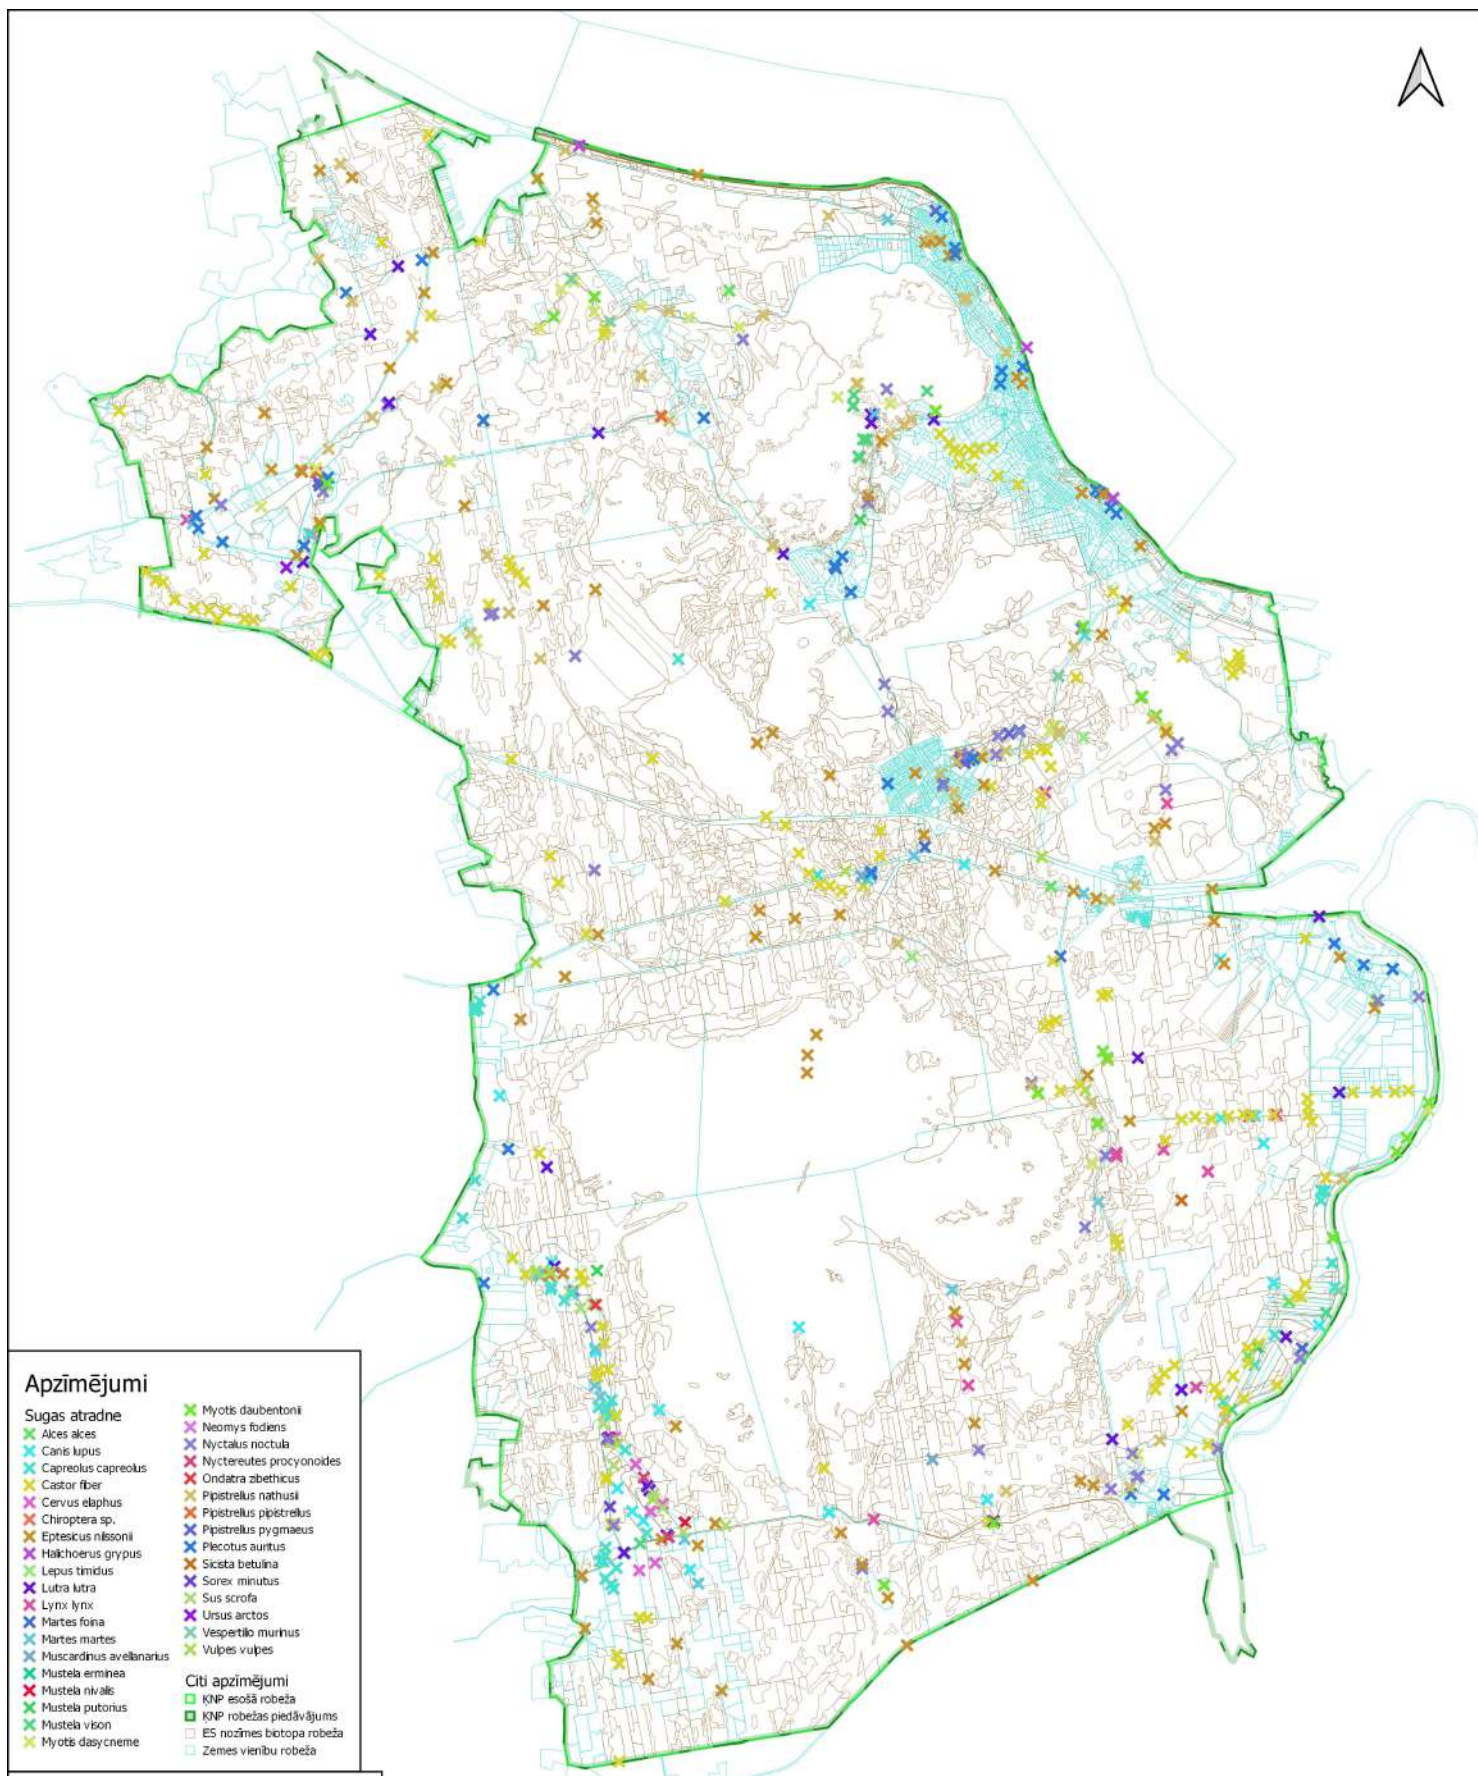 Apzīmējumi
Sugas atradne
Alces alces
Canis lupus
Capreolus capreolus
Castor fiber
Cervus elaphus
Chiroptera sp.
Eptesicus nilssonii
Halichoerus grypus
Lepus timidus
Lutra lutra
Lynx lynx
Martes foina
Martes martes
Muscardinus avellanarius
Mustela erminea
Mustela nivalis
Mustela putorius
Mustela vison
Myotis dasycneme
Myotis daubentonii
Neomys fodiens
Nyctalus noctula
Nyctereutes procyonoides
Ondatra zibethicus
Pipistrellus nathusii
Pipistrellus pipistrellus
Pipistrellus pygmaeus
Plecotus auritus
Sicista betulina
Sorex minutus
Sus scrofa
Ursus arctos
Vespertilio murinus
Vulpes vulpes
Citi apzīmējumi
ĶNP esošā robeža
ĶNP robežas piedāvājums
ES nozīmes biotopa robeža
Zemes vienību robeža